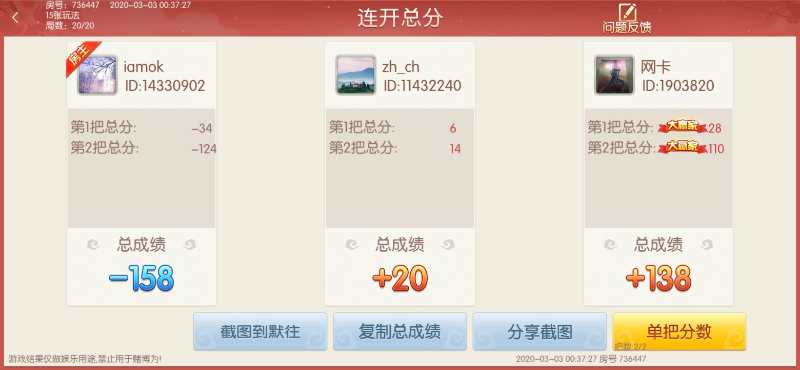 房号：736447 2020-03-03 00:37:27
15张玩法
局数：20/20
连开总分
问题反馈
房主
iamok
ID:14330902
第1把总分: -34
第2把总分: -124
总成绩
-158
zh_ch
ID:11432240
第1把总分: 6
第2把总分: 14
总成绩
+20
网卡
ID:1903820
第1把总分: 大赢家 28
第2把总分: 大赢家 110
总成绩
+138
截图到默往
复制总成绩
分享截图
单把分数
把数:2/2
游戏结果仅做娱乐用途,禁止用于赌博为!
2020-03-03 00:37:27 房号 736447